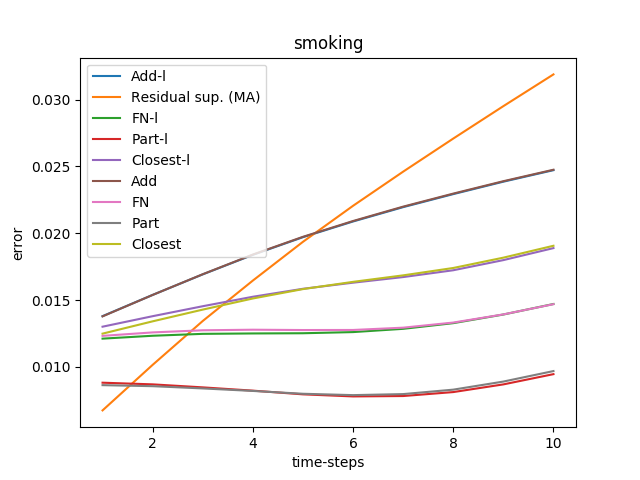 smoking
Add-l
Residual sup. (MA)
FN-l
Part-l
Closest-l
Add
FN
Part
Closest
error
0.030
0.025
0.020
0.015
0.010
2 4 6 8 10
time-steps